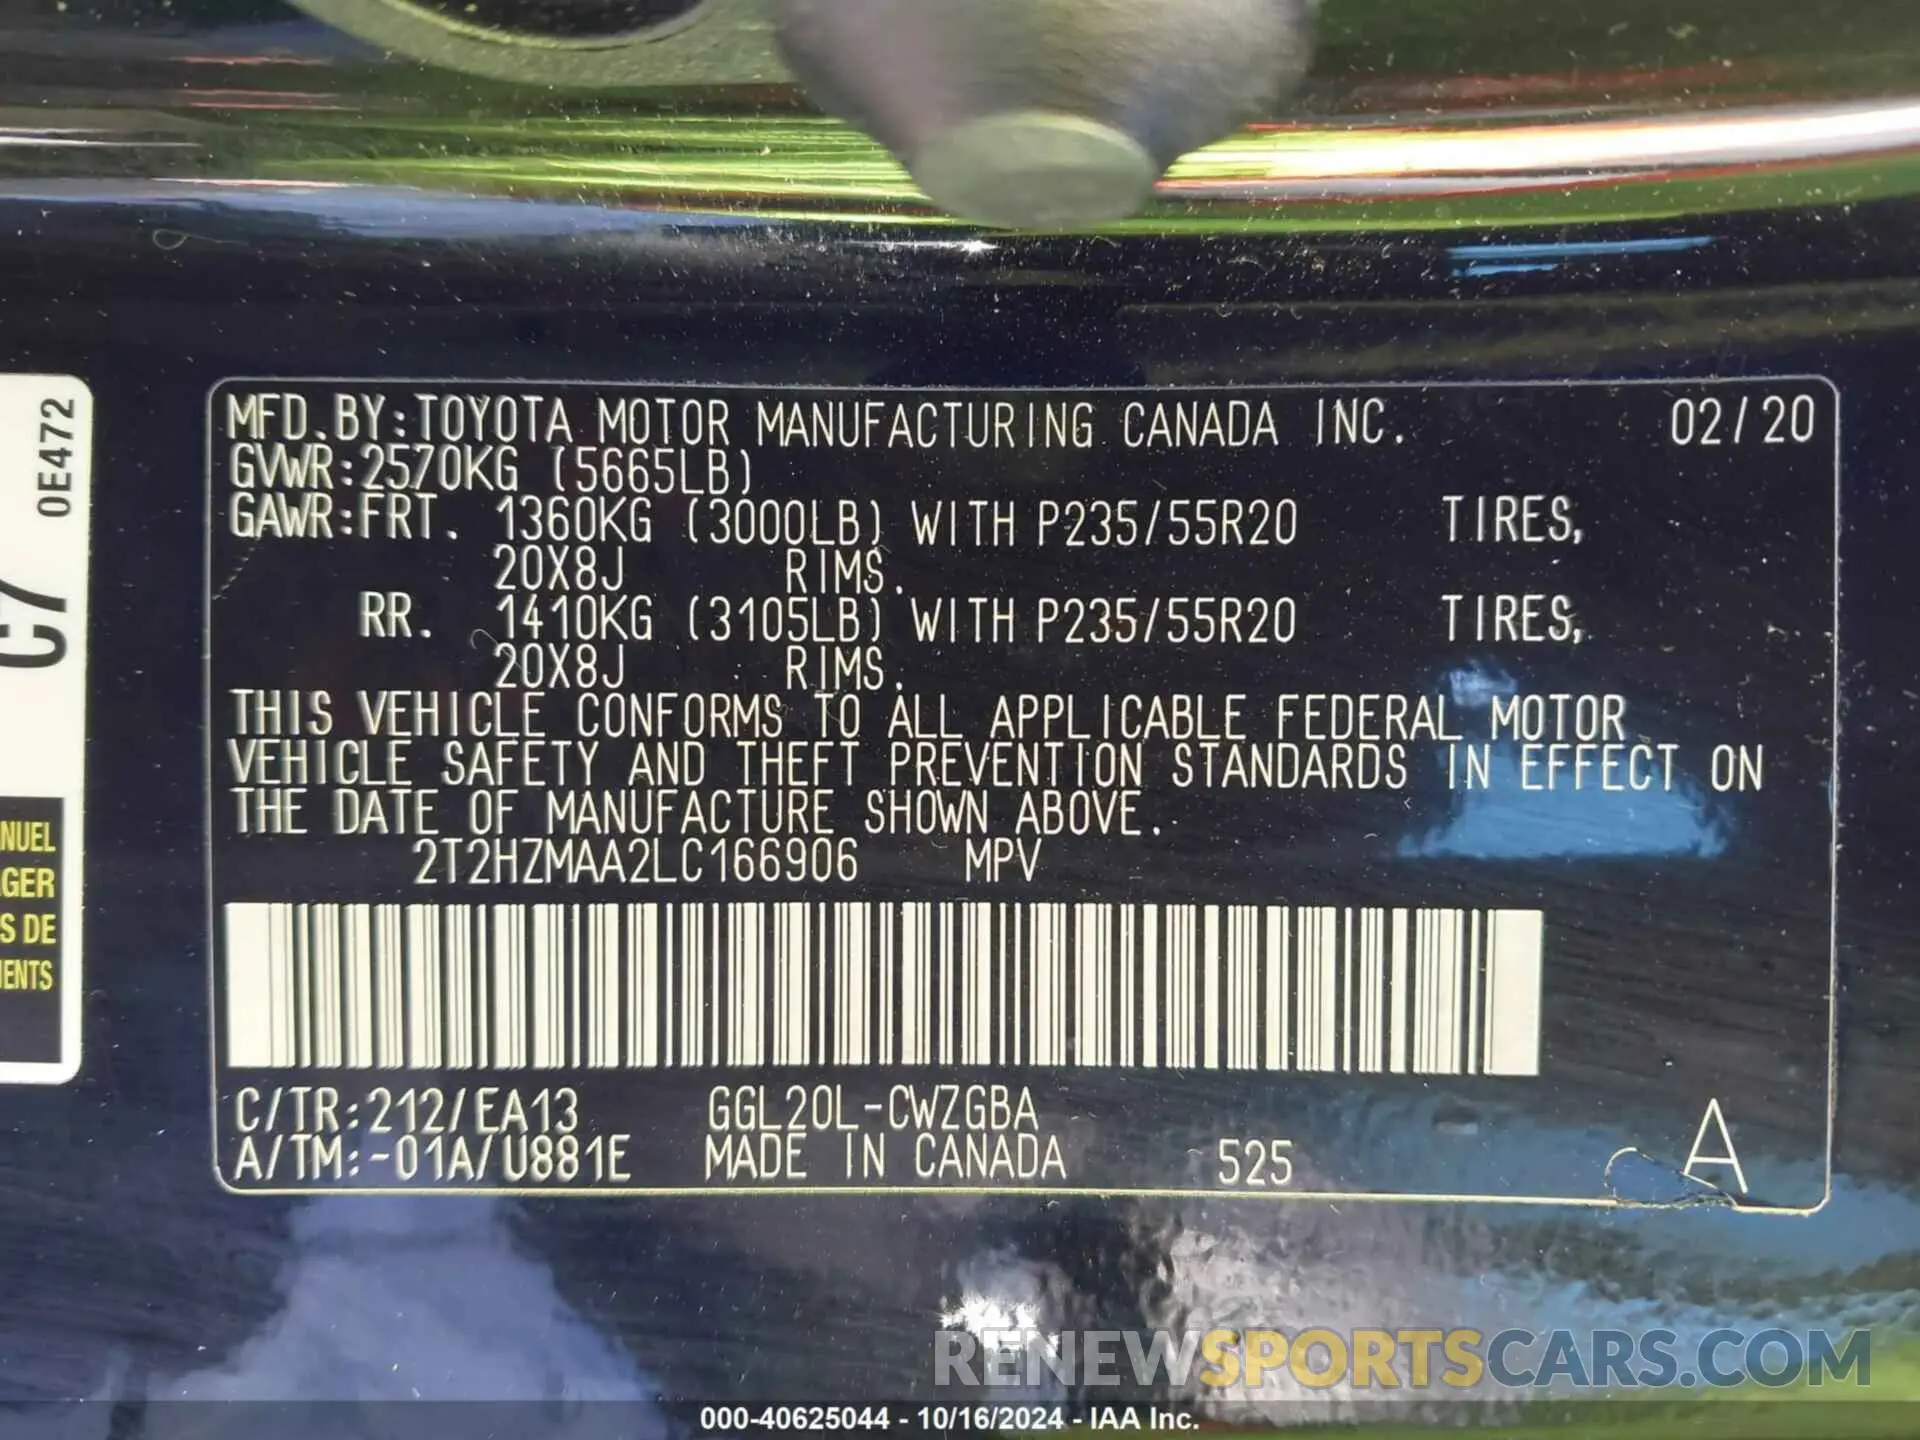 MFD.BY:TOYOTA MOTOR MANUFACTURING CANADA INC. 02/20
GVWR:2570KG (5665LB)
GAWR:FRT. 1360KG (3000LB) WITH P235/55R20 TIRES,
20X8J RIMS.
RR. 1410KG (3105LB) WITH P235/55R20 TIRES,
20X8J RIMS.
THIS VEHICLE CONFORMS TO ALL APPLICABLE FEDERAL MOTOR
VEHICLE SAFETY AND THEFT PREVENTION STANDARDS IN EFFECT ON
THE DATE OF MANUFACTURE SHOWN ABOVE.
2T2HZMAA2LC166906 MPV
C/TR:212/EA13 GGL20L-CWZGBA
A/TM:-01A/U881E MADE IN CANADA 525 A
0E472
C7
NUEL
GER
S DE
IENTS
RENEWSPORTSCARS.COM
000-40625044 - 10/16/2024 - IAA Inc.